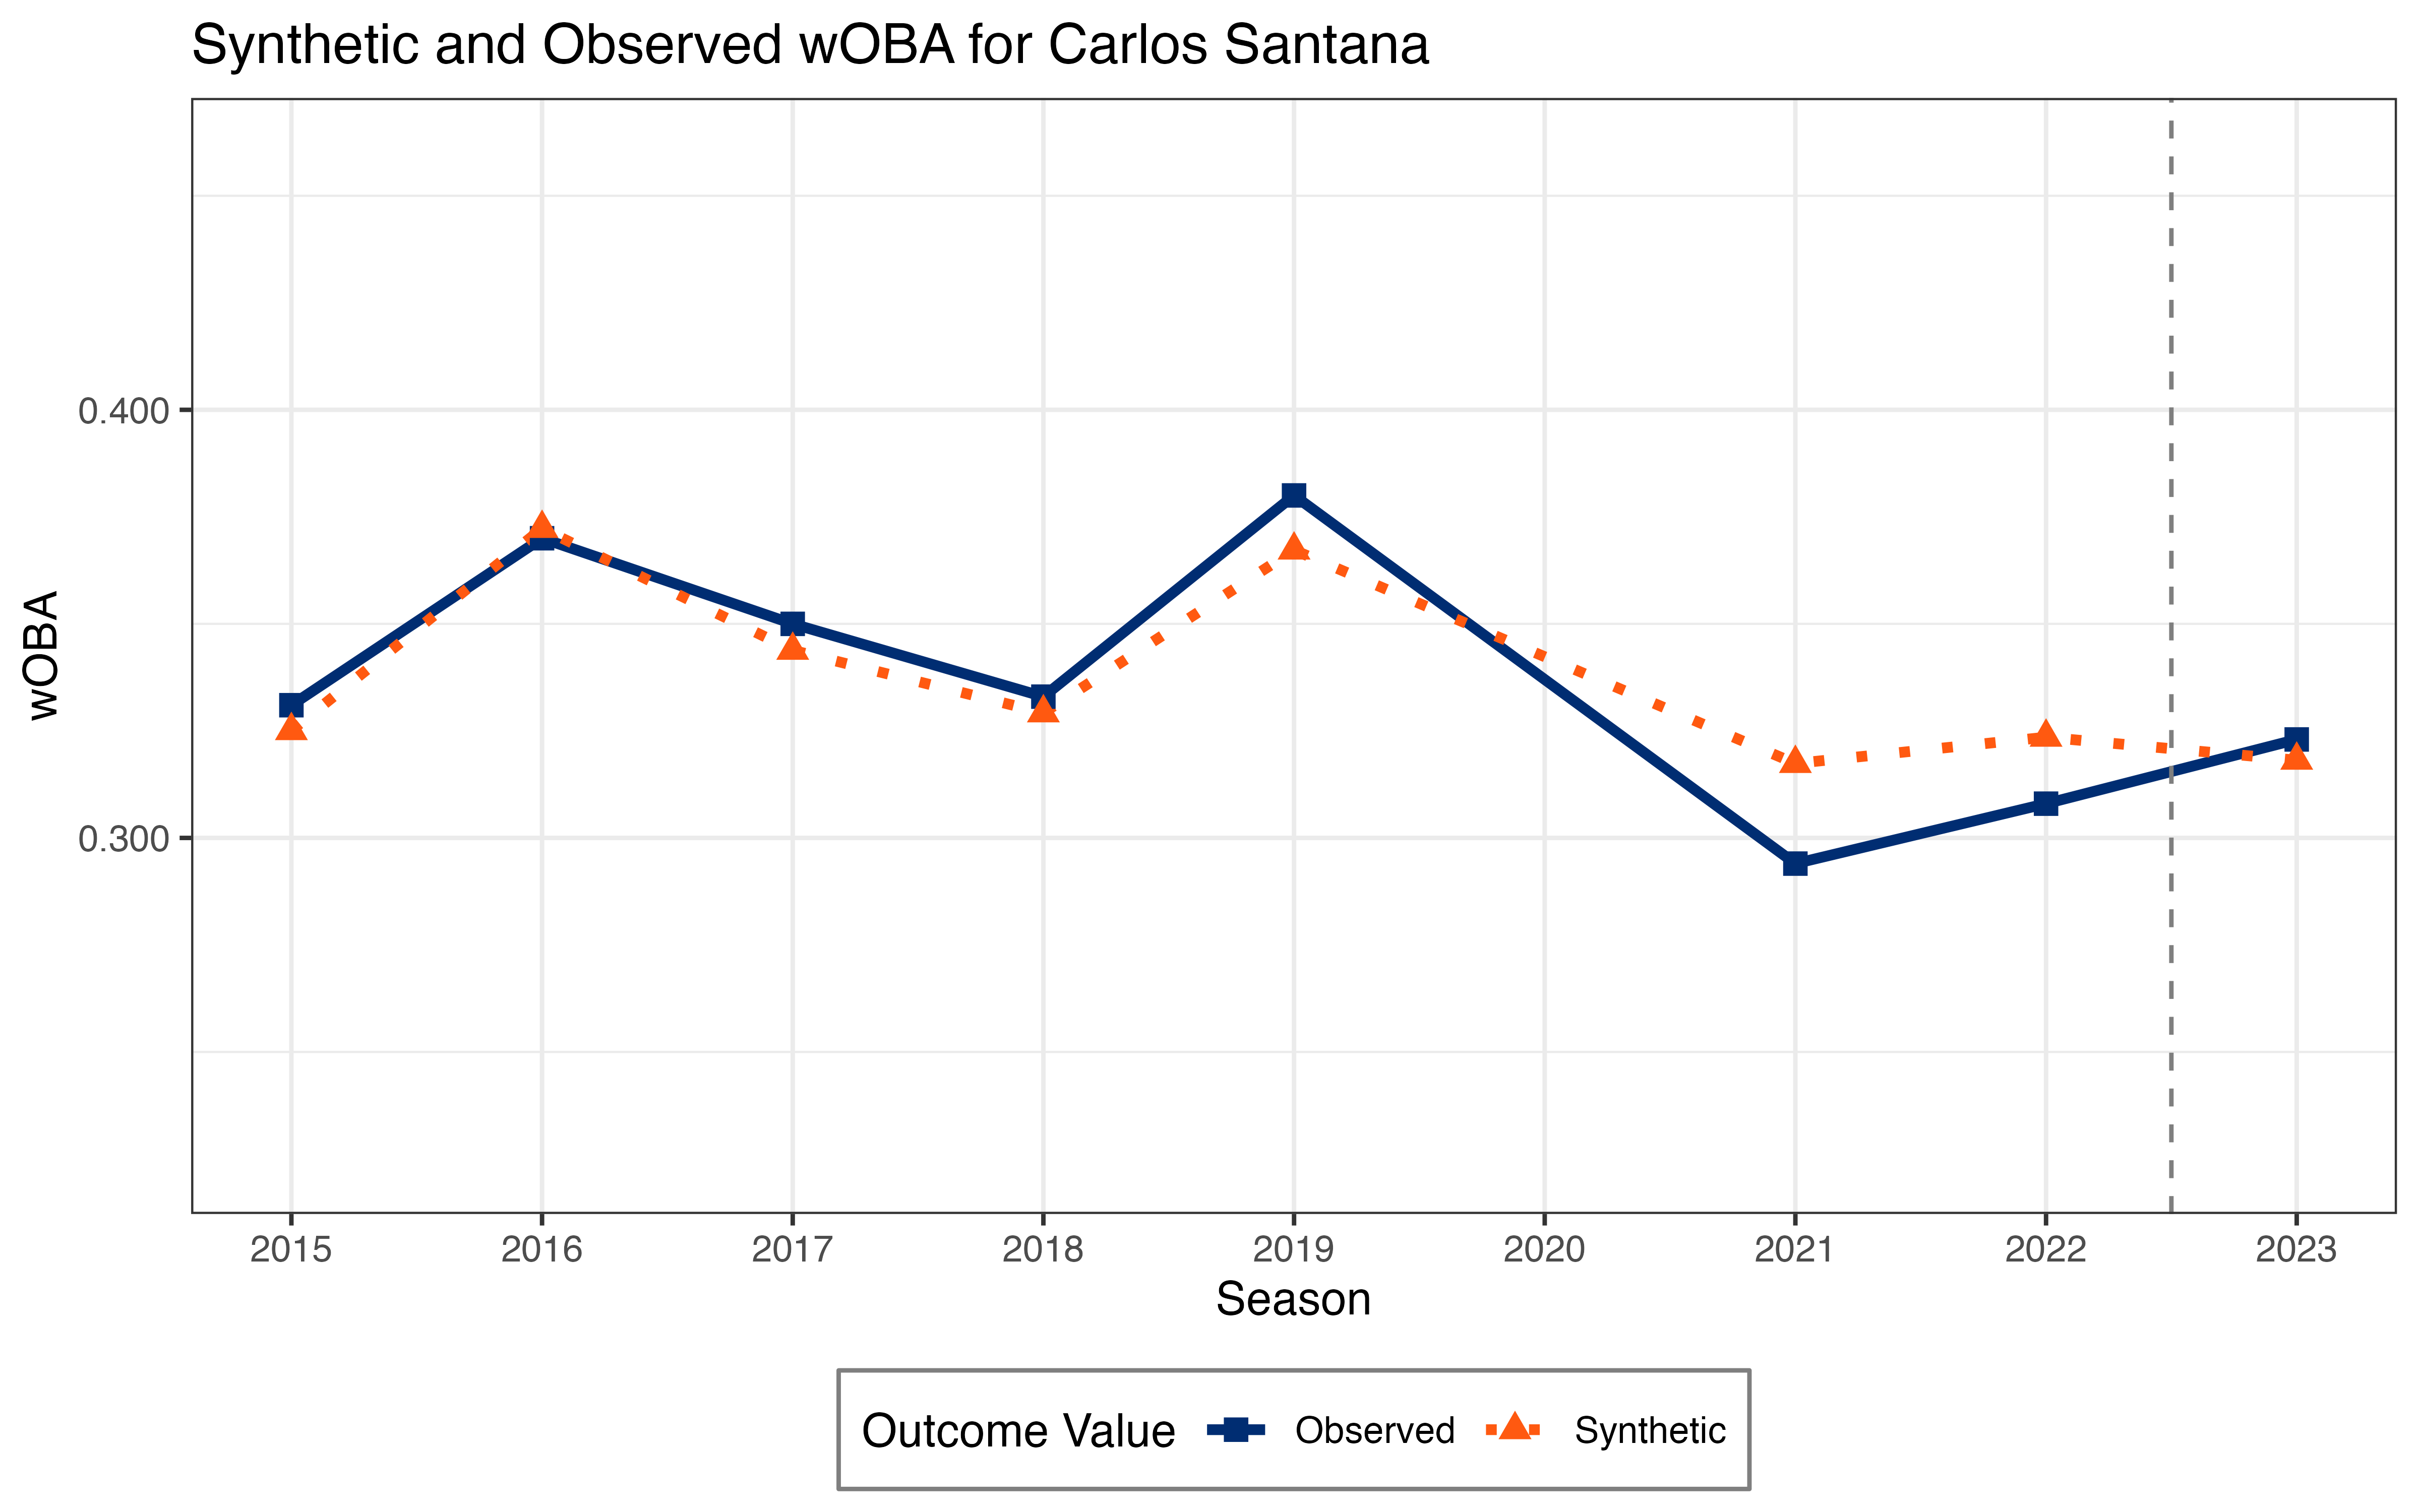 Synthetic and Observed wOBA for Carlos Santana
wOBA
0.400
0.300
2015 2016 2017 2018 2019 2020 2021 2022 2023
Season
Outcome Value Observed Synthetic